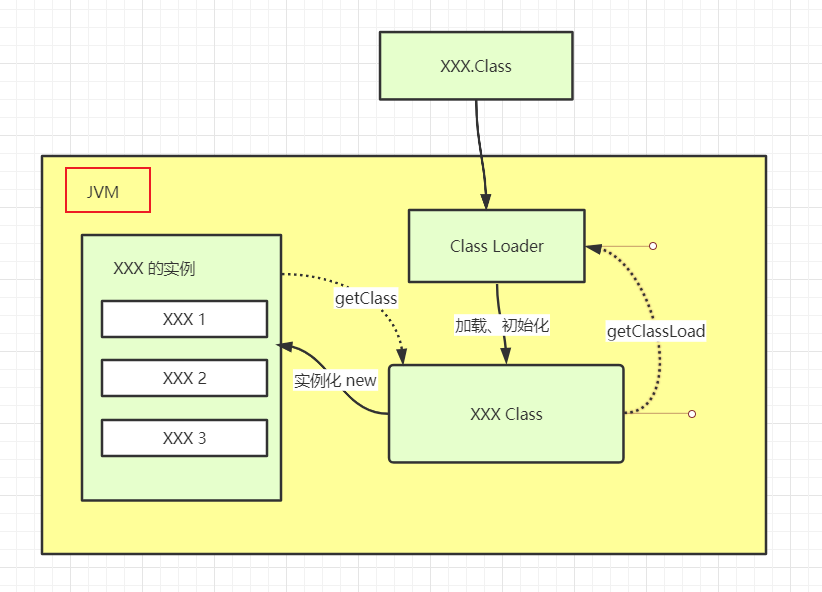 XXX.Class
JVM
Class Loader
XXX 的实例
getClass
XXX 1
加载、初始化
getClassLoad
XXX 2
实例化 new
XXX Class
XXX 3